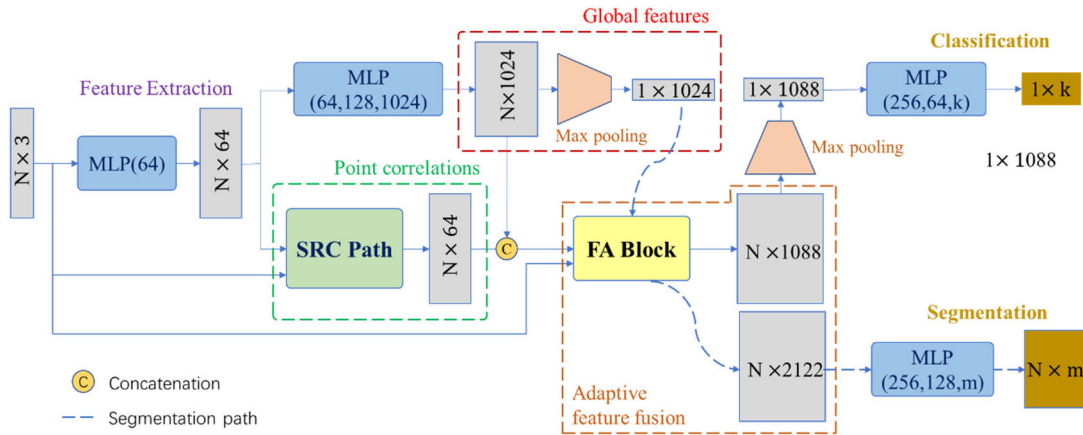 Global features
Classification
Feature Extraction
MLP
(64,128,1024)
N×1024
1× 1024
Max pooling
1× 1088
MLP
(256,64,k)
1× k
N × 3
MLP(64)
N × 64
Max pooling
1× 1088
Point correlations
SRC Path
N × 64
C
FA Block
N ×1088
Segmentation
N ×2122
MLP
(256,128,m)
N × m
C
Concatenation
Segmentation path
Adaptive
feature fusion